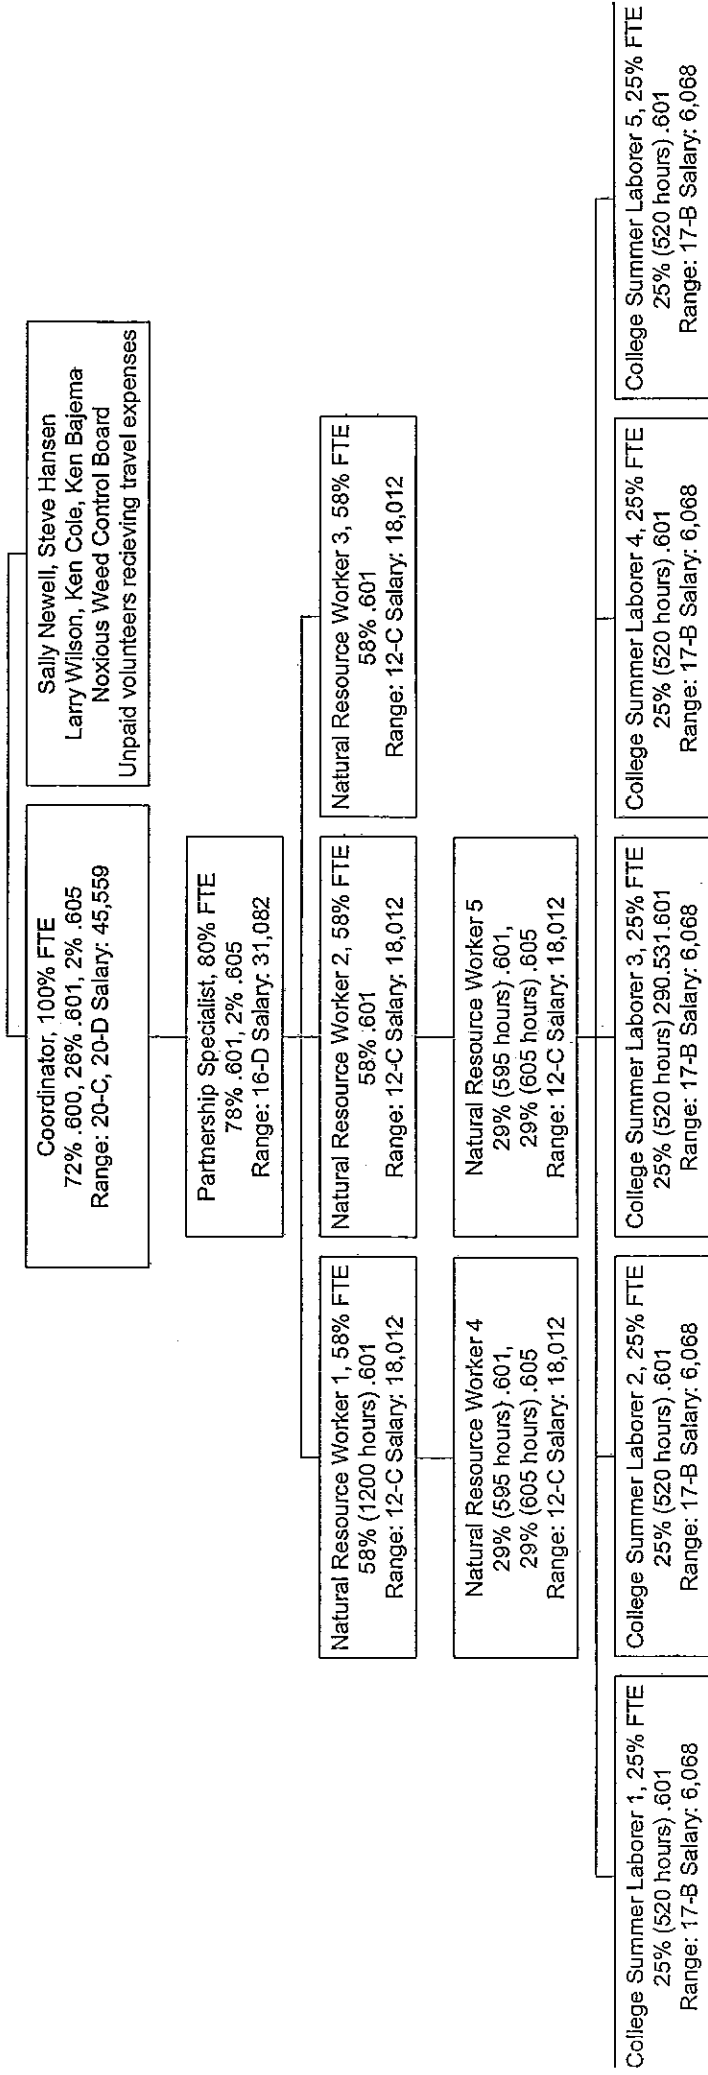 Coordinator, 100% FTE
72% .600, 26% .601, 2% .605
Range: 20-C, 20-D Salary: 45,559
Sally Newell, Steve Hansen
Larry Wilson, Ken Cole, Ken Bajema
Noxious Weed Control Board
Unpaid volunteers recieving travel expenses
Partnership Specialist, 80% FTE
78% .601, 2% .605
Range: 16-D Salary: 31,082
Natural Resource Worker 1, 58% FTE
58% (1200 hours) .601
Range: 12-C Salary: 18,012
Natural Resource Worker 2, 58% FTE
58% .601
Range: 12-C Salary: 18,012
Natural Resource Worker 3, 58% FTE
58% .601
Range: 12-C Salary: 18,012
Natural Resource Worker 4
29% (595 hours) .601,
29% (605 hours) .605
Range: 12-C Salary: 18,012
Natural Resource Worker 5
29% (595 hours) .601,
29% (605 hours) .605
Range: 12-C Salary: 18,012
College Summer Laborer 1, 25% FTE
25% (520 hours) .601
Range: 17-B Salary: 6,068
College Summer Laborer 2, 25% FTE
25% (520 hours) .601
Range: 17-B Salary: 6,068
College Summer Laborer 3, 25% FTE
25% (520 hours) 290.531.601
Range: 17-B Salary: 6,068
College Summer Laborer 4, 25% FTE
25% (520 hours) .601
Range: 17-B Salary: 6,068
College Summer Laborer 5, 25% FTE
25% (520 hours) .601
Range: 17-B Salary: 6,068